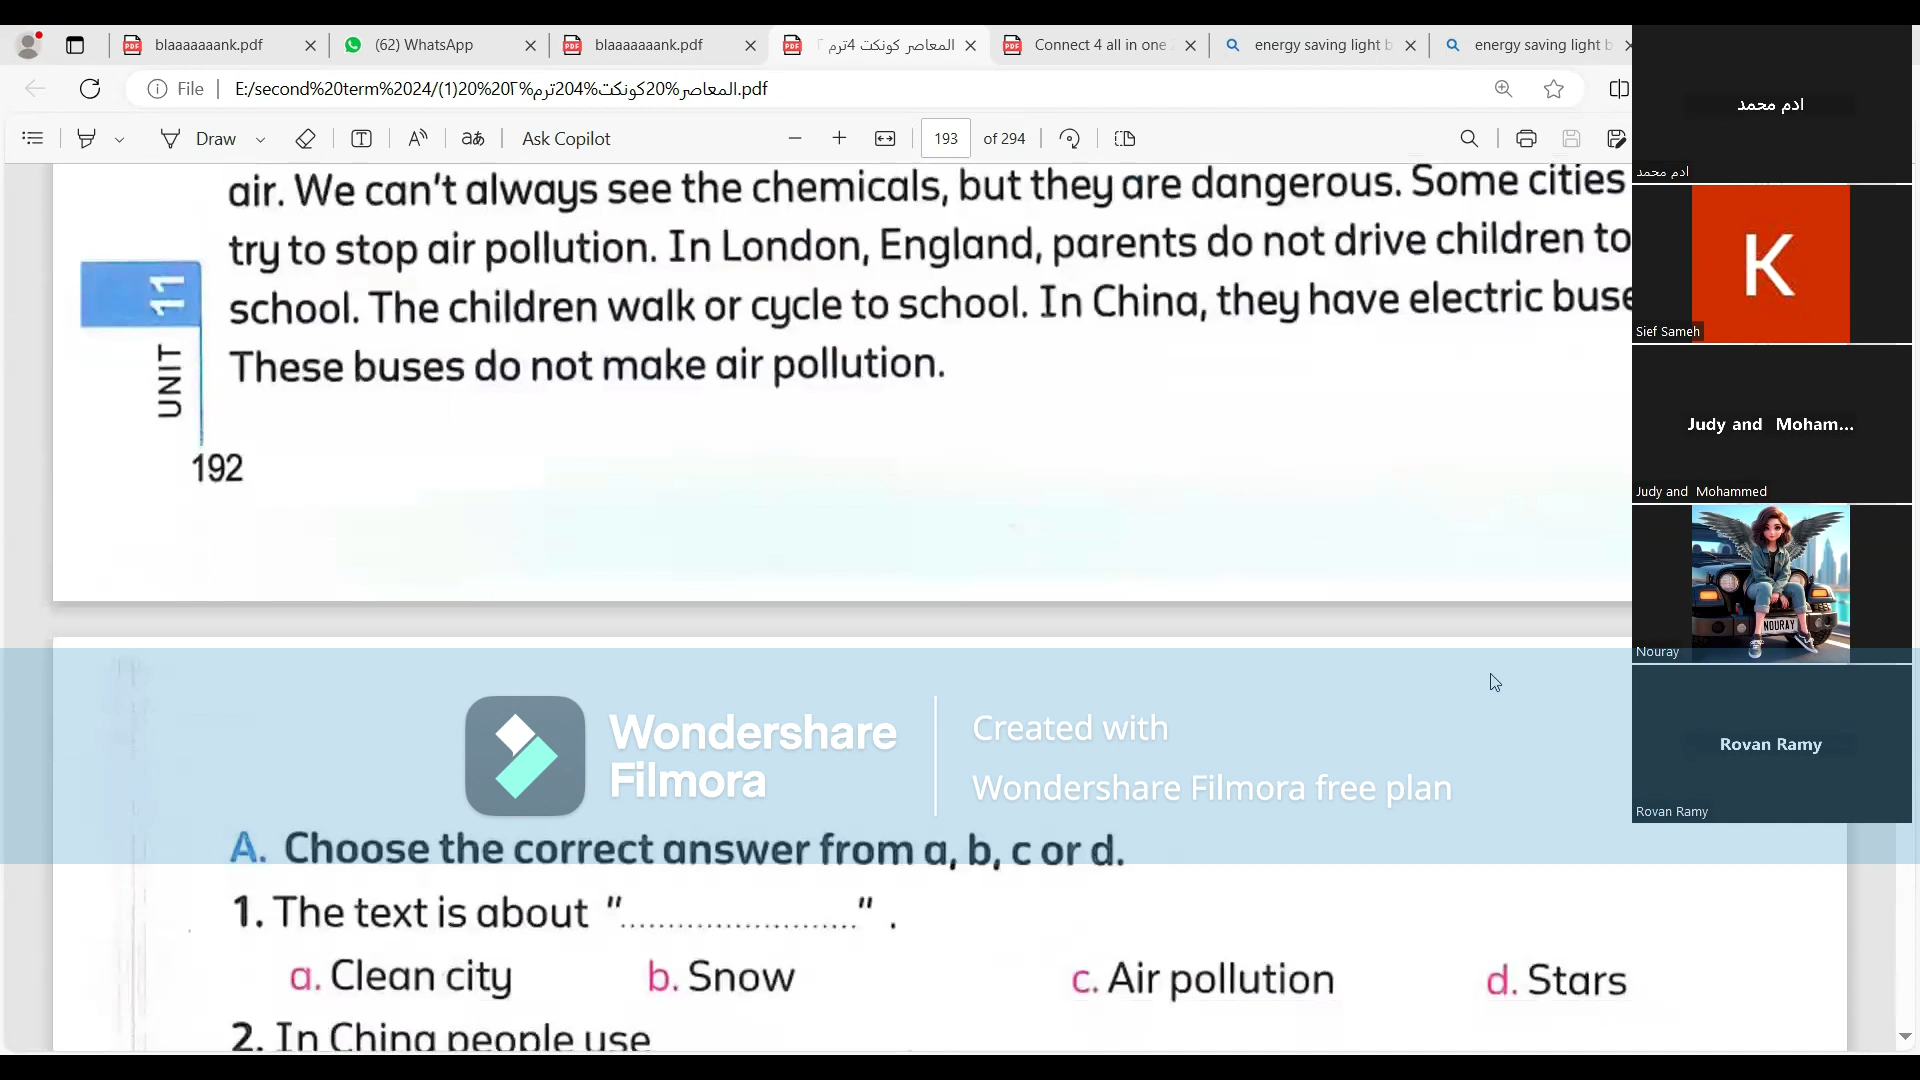 blaaaaaaank.pdf
(62) WhatsApp
blaaaaaaank.pdf
المعاصر كونكت 4ترم ٢
Connect 4 all in one
energy saving light b
energy saving light b
File
E:/second%20term%2024/المعاصر%20كونكت%204ترم%20٢%20(1).pdf
Draw
Ask Copilot
193
of 294
air. We can't always see the chemicals, but they are dangerous. Some cities
try to stop air pollution. In London, England, parents do not drive children to
school. The children walk or cycle to school. In China, they have electric buse
These buses do not make air pollution.
UNIT 11
192
Wondershare
Filmora
Created with
Wondershare Filmora free plan
A. Choose the correct answer from a, b, c or d.
1. The text is about "........................" .
a. Clean city b. Snow c. Air pollution d. Stars
2. In China people use
ادم محمد
ادم محمد
K
Sief Sameh
Judy and Moham...
Judy and Mohammed
NOURAY
Nouray
Rovan Ramy
Rovan Ramy